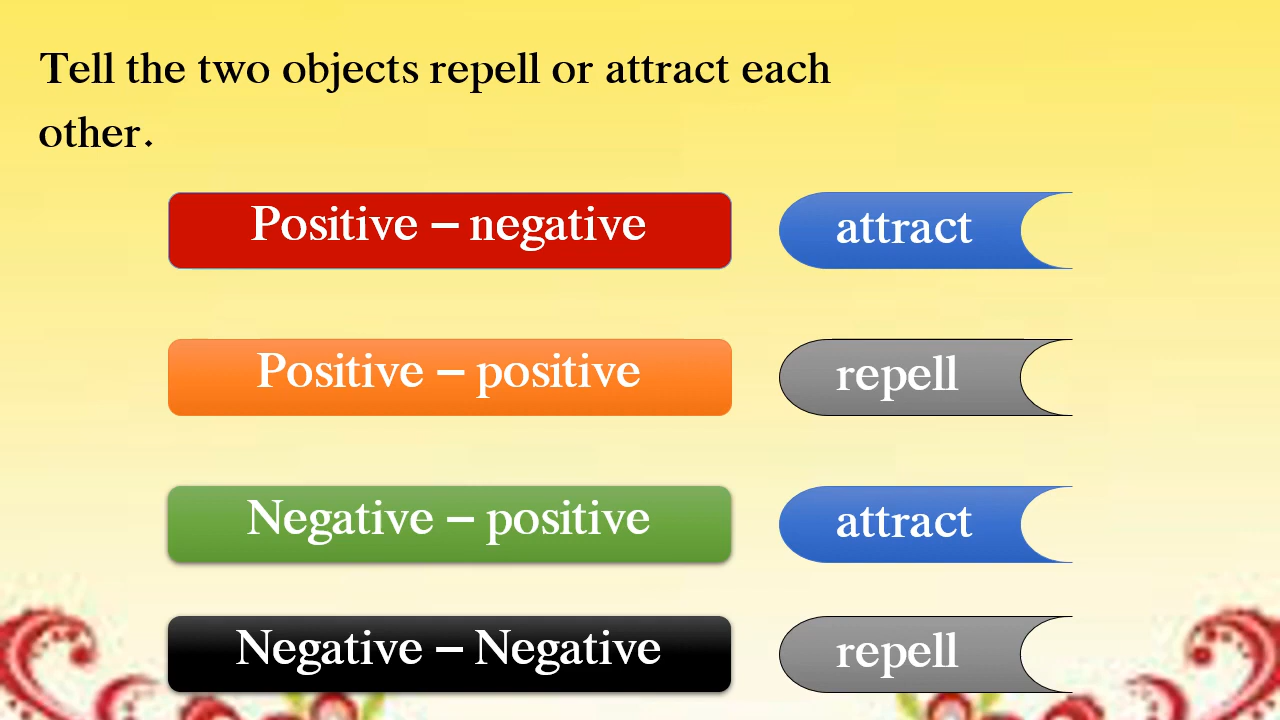 Tell the two objects repell or attract each
other.
Positive – negative
attract
Positive – positive
repell
Negative – positive
attract
Negative – Negative
repell